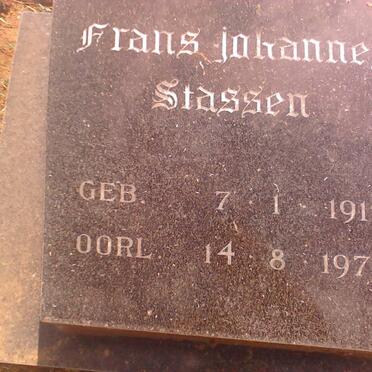 Frans Johanne
Stassen
GEB. 7 1 191
OORL. 14 8 197